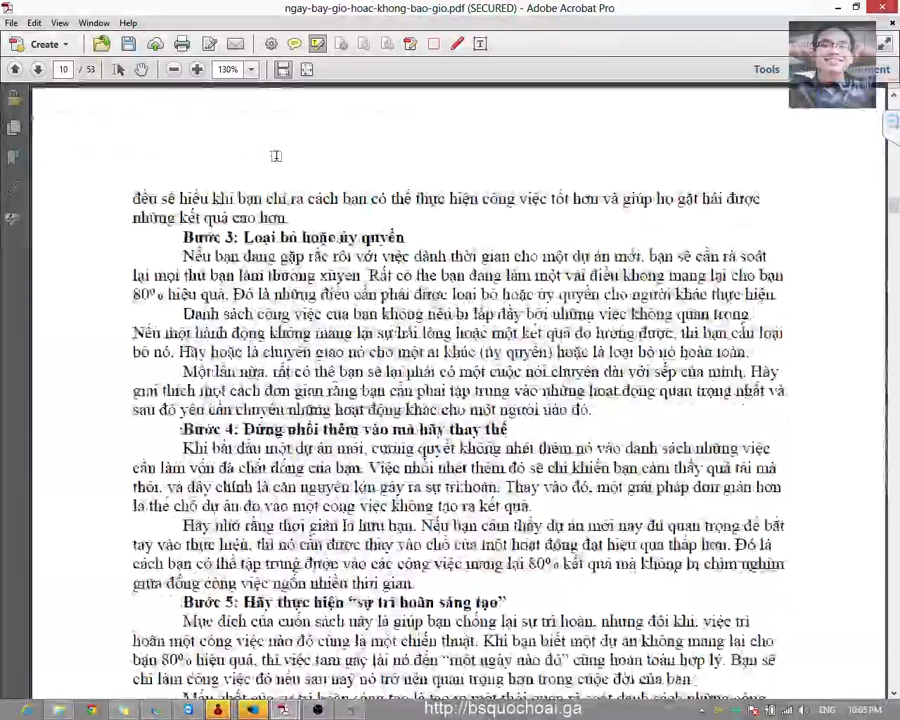 ngay-bay-gio-hoac-khong-bao-gio.pdf (SECURED) - Adobe Acrobat Pro
File Edit View Window Help
Create
10 / 53 130% Tools
đều sẽ hiểu khi bạn chỉ ra cách bạn có thể thực hiện công việc tốt hơn và giúp họ gặt hái được
những kết quả cao hơn.
Bước 3: Loại bỏ hoặc ủy quyền
Nếu bạn đang gặp rắc rối với việc dành thời gian cho một dự án mới, bạn sẽ cần rà soát
lại mọi thứ bạn làm thường xuyên. Rất có thể bạn đang làm một vài điều không mang lại cho bạn
80% hiệu quả. Đó là những điều cần phải được loại bỏ hoặc ủy quyền cho người khác thực hiện.
Danh sách công việc của bạn không nên bị lấp đầy bởi những việc không quan trọng.
Nếu một hành động không mang lại sự hài lòng hoặc một kết quả đo lường được, thì bạn cần loại
bỏ nó. Hãy hoặc là chuyển giao nó cho một ai khác (ủy quyền) hoặc là loại bỏ nó hoàn toàn.
Một lần nữa, rất có thể bạn sẽ lại phải có một cuộc nói chuyện dài với sếp của mình. Hãy
giải thích một cách đơn giản rằng bạn cần phải tập trung vào những hoạt động quan trọng nhất và
sau đó yêu cầu chuyển những hoạt động khác cho một người nào đó.
Bước 4: Đừng nhồi thêm vào mà hãy thay thế
Khi bắt đầu một dự án mới, cương quyết không nhét thêm nó vào danh sách những việc
cần làm vốn đã chất đống của bạn. Việc nhồi nhét thêm đó sẽ chỉ khiến bạn cảm thấy quá tải mà
thôi, và đây chính là căn nguyên lớn gây ra sự trì hoãn. Thay vào đó, một giải pháp đơn giản hơn
là thế chỗ dự án đó vào một công việc không tạo ra kết quả.
Hãy nhớ rằng thời gian là hữu hạn. Nếu bạn cảm thấy dự án mới này đủ quan trọng để bắt
tay vào thực hiện, thì nó cần được thay vào chỗ của một hoạt động đạt hiệu quả thấp hơn. Đó là
cách bạn có thể tập trung được vào các công việc mang lại 80% kết quả mà không bị chìm nghỉm
giữa đống công việc ngốn nhiều thời gian.
Bước 5: Hãy thực hiện “sự trì hoãn sáng tạo”
Mục đích của cuốn sách này là giúp bạn chống lại sự trì hoãn, nhưng đôi khi, việc trì
hoãn một công việc nào đó cũng là một chiến thuật. Khi bạn biết một dự án không mang lại cho
bạn 80% hiệu quả, thì việc tạm gác lại nó đến “một ngày nào đó” cũng hoàn toàn hợp lý. Bạn sẽ
chỉ làm công việc đó nếu sau này nó trở nên quan trọng hơn trong cuộc đời của bạn.
http://bsquochoai.ga
ENG 10:05 PM